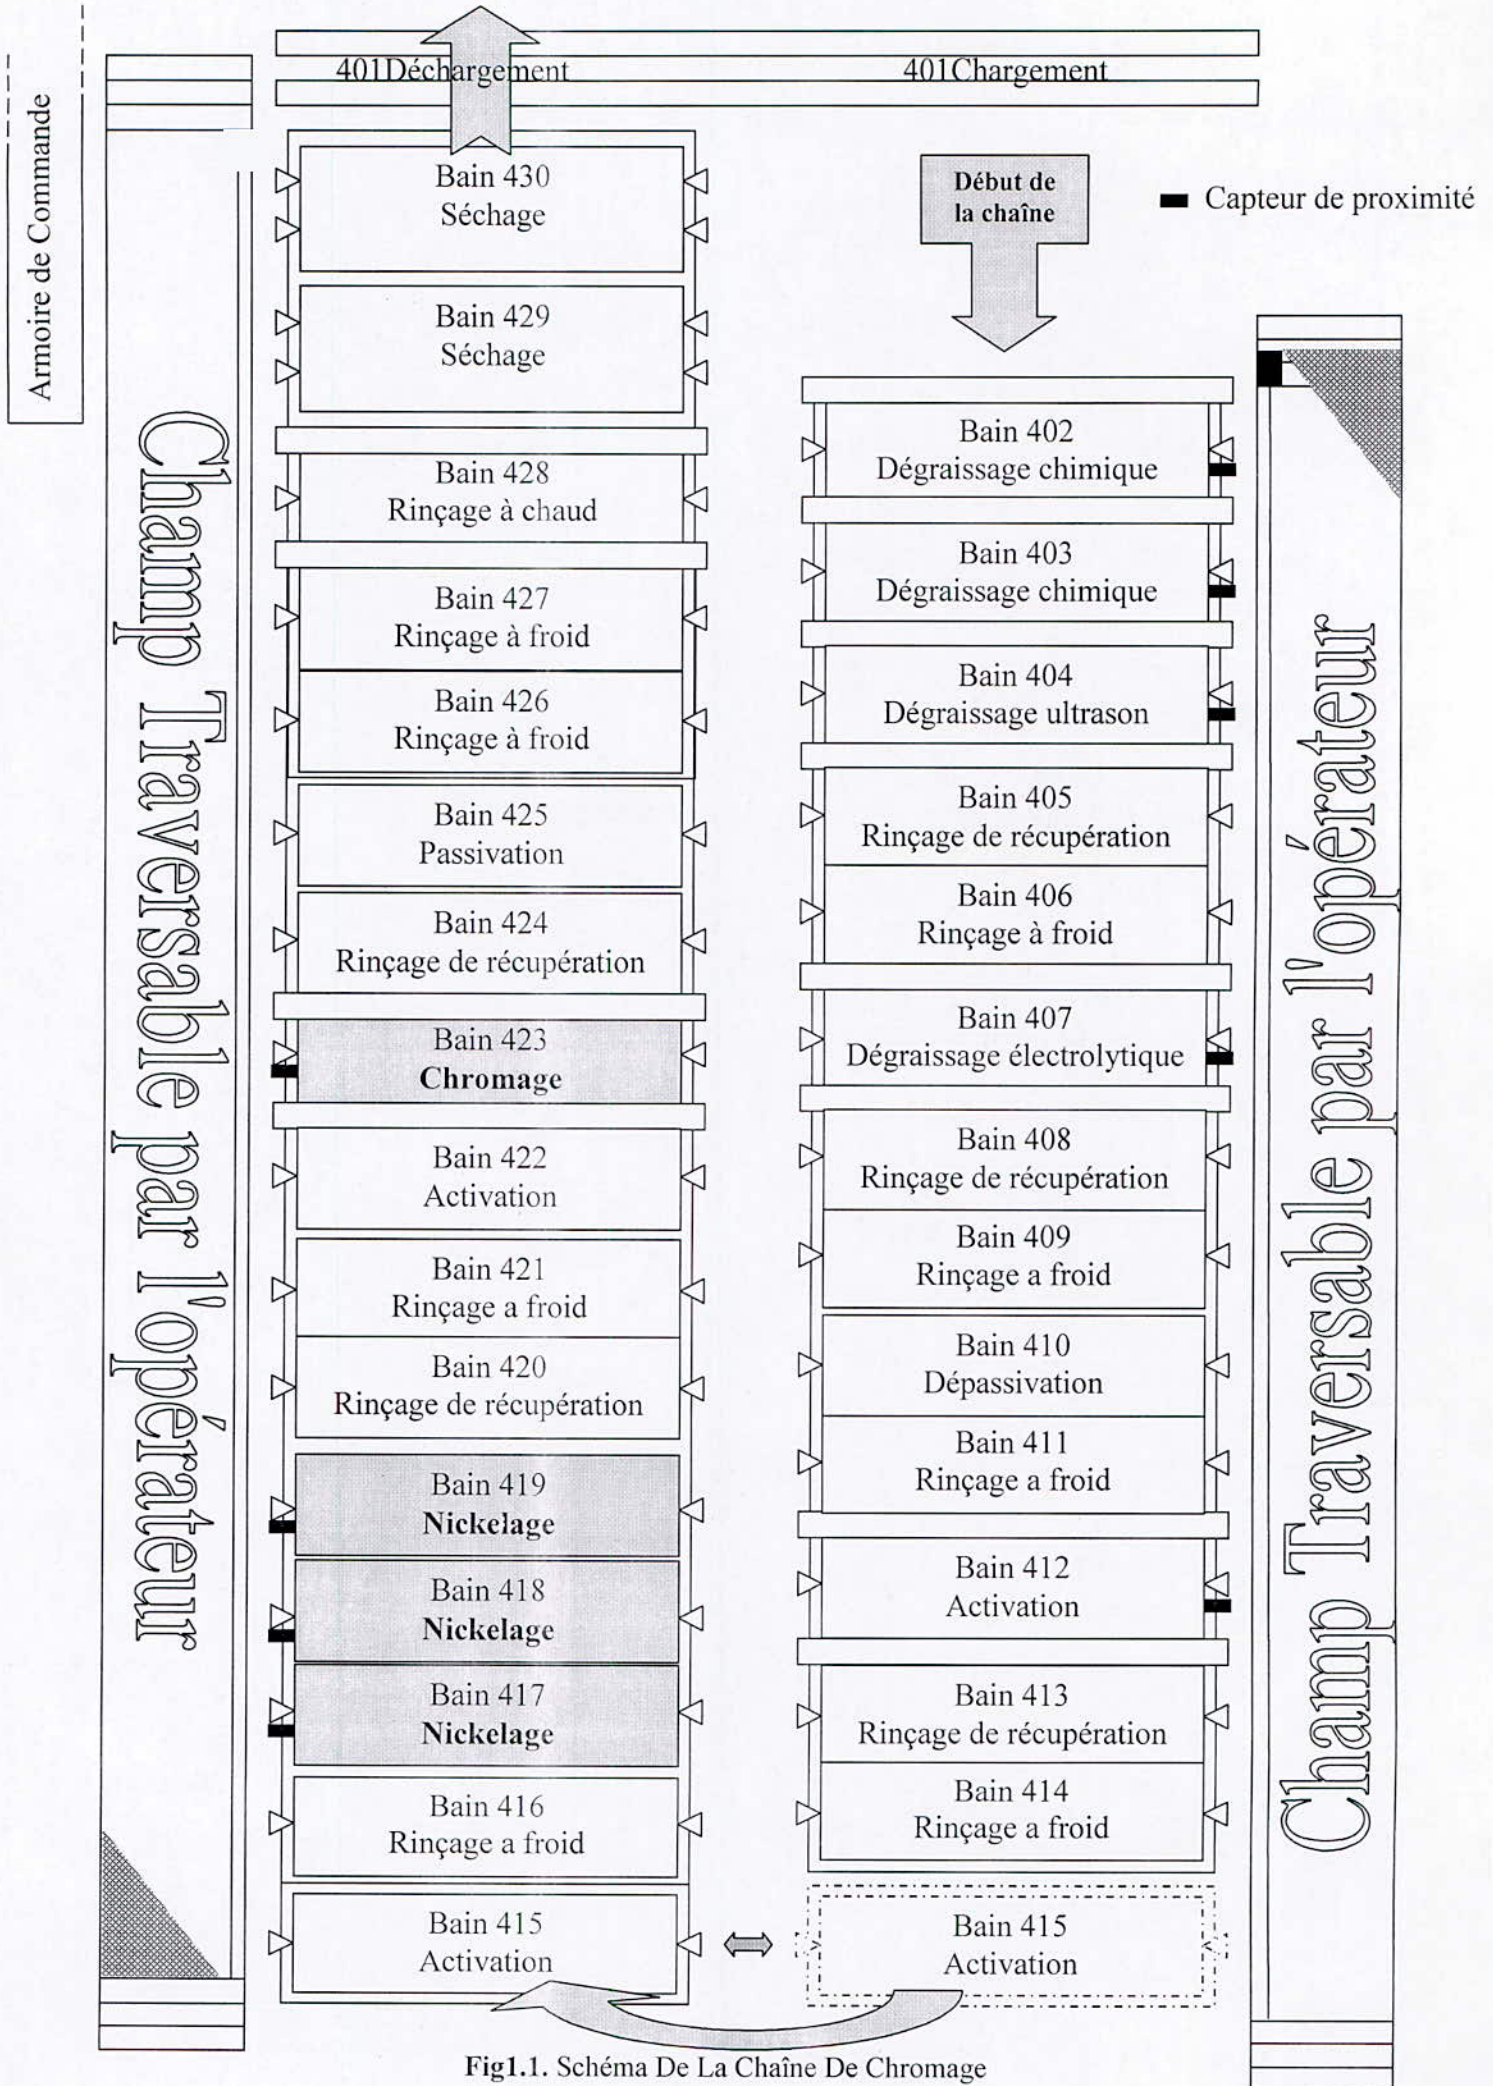 401Déchargement
401Chargement
Armoire de Commande
Début de
la chaîne
Capteur de proximité
Champ Traversable par l'opérateur
Bain 430
Séchage
Bain 429
Séchage
Bain 428
Rinçage à chaud
Bain 427
Rinçage à froid
Bain 426
Rinçage à froid
Bain 425
Passivation
Bain 424
Rinçage de récupération
Bain 423
Chromage
Bain 422
Activation
Bain 421
Rinçage a froid
Bain 420
Rinçage de récupération
Bain 419
Nickelage
Bain 418
Nickelage
Bain 417
Nickelage
Bain 416
Rinçage a froid
Bain 415
Activation
Bain 402
Dégraissage chimique
Bain 403
Dégraissage chimique
Bain 404
Dégraissage ultrason
Bain 405
Rinçage de récupération
Bain 406
Rinçage à froid
Bain 407
Dégraissage électrolytique
Bain 408
Rinçage de récupération
Bain 409
Rinçage a froid
Bain 410
Dépassivation
Bain 411
Rinçage a froid
Bain 412
Activation
Bain 413
Rinçage de récupération
Bain 414
Rinçage a froid
Bain 415
Activation
Champ Traversable par l'opérateur
Fig1.1. Schéma De La Chaîne De Chromage